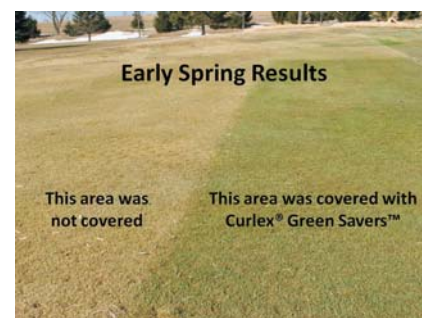 Early Spring Results
This area was
not covered
This area was covered with
Curlex® Green Savers™